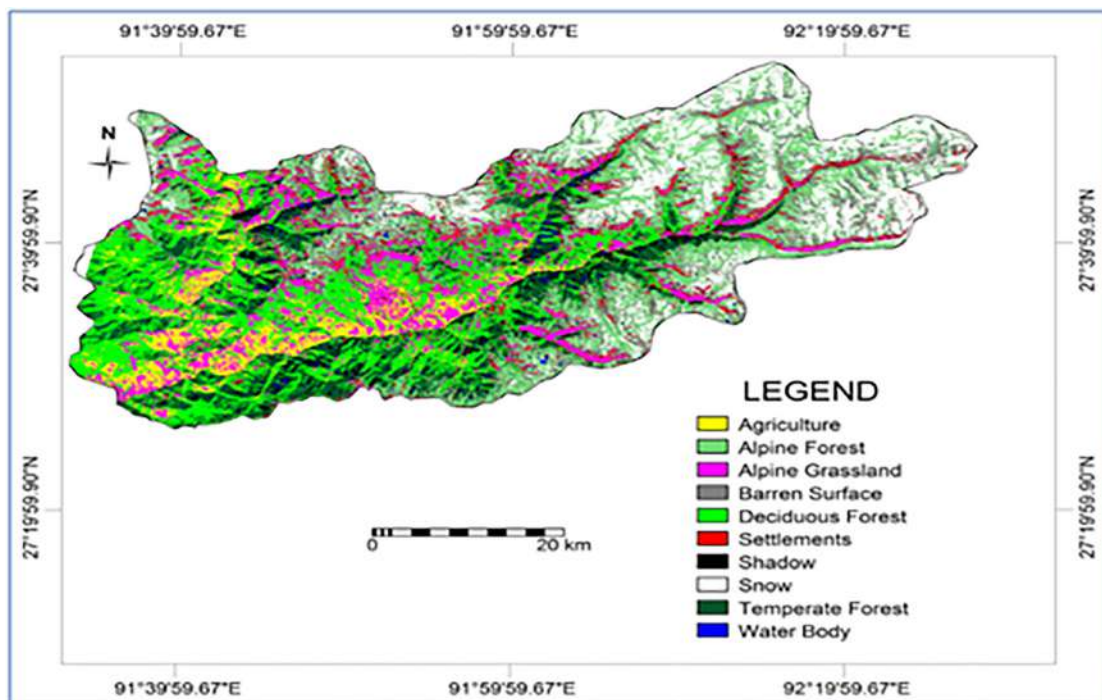 91°39'59.67"E 91°59'59.67"E 92°19'59.67"E
N
27°39'59.90"N 27°39'59.90"N
LEGEND
Agriculture
Alpine Forest
Alpine Grassland
Barren Surface
Deciduous Forest
Settlements
Shadow
Snow
Temperate Forest
Water Body
27°19'59.90"N 27°19'59.90"N
0 20 km
91°39'59.67"E 91°59'59.67"E 92°19'59.67"E